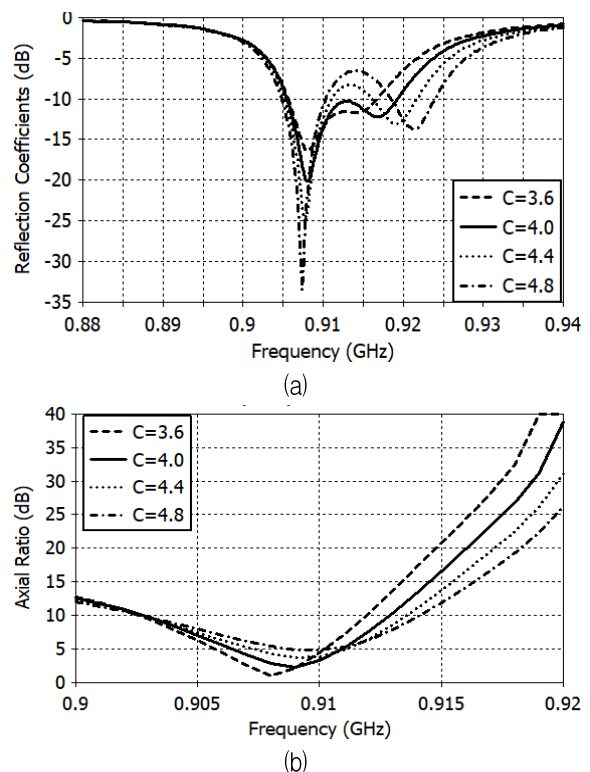 0
-5
-10
-15
-20
-25
-30
-35
Reflection Coefficients (dB)
C=3.6
C=4.0
C=4.4
C=4.8
0.88 0.89 0.9 0.91 0.92 0.93 0.94
Frequency (GHz)
(a)
40
35
30
25
20
15
10
5
0
Axial Ratio (dB)
C=3.6
C=4.0
C=4.4
C=4.8
0.9 0.905 0.91 0.915 0.92
Frequency (GHz)
(b)